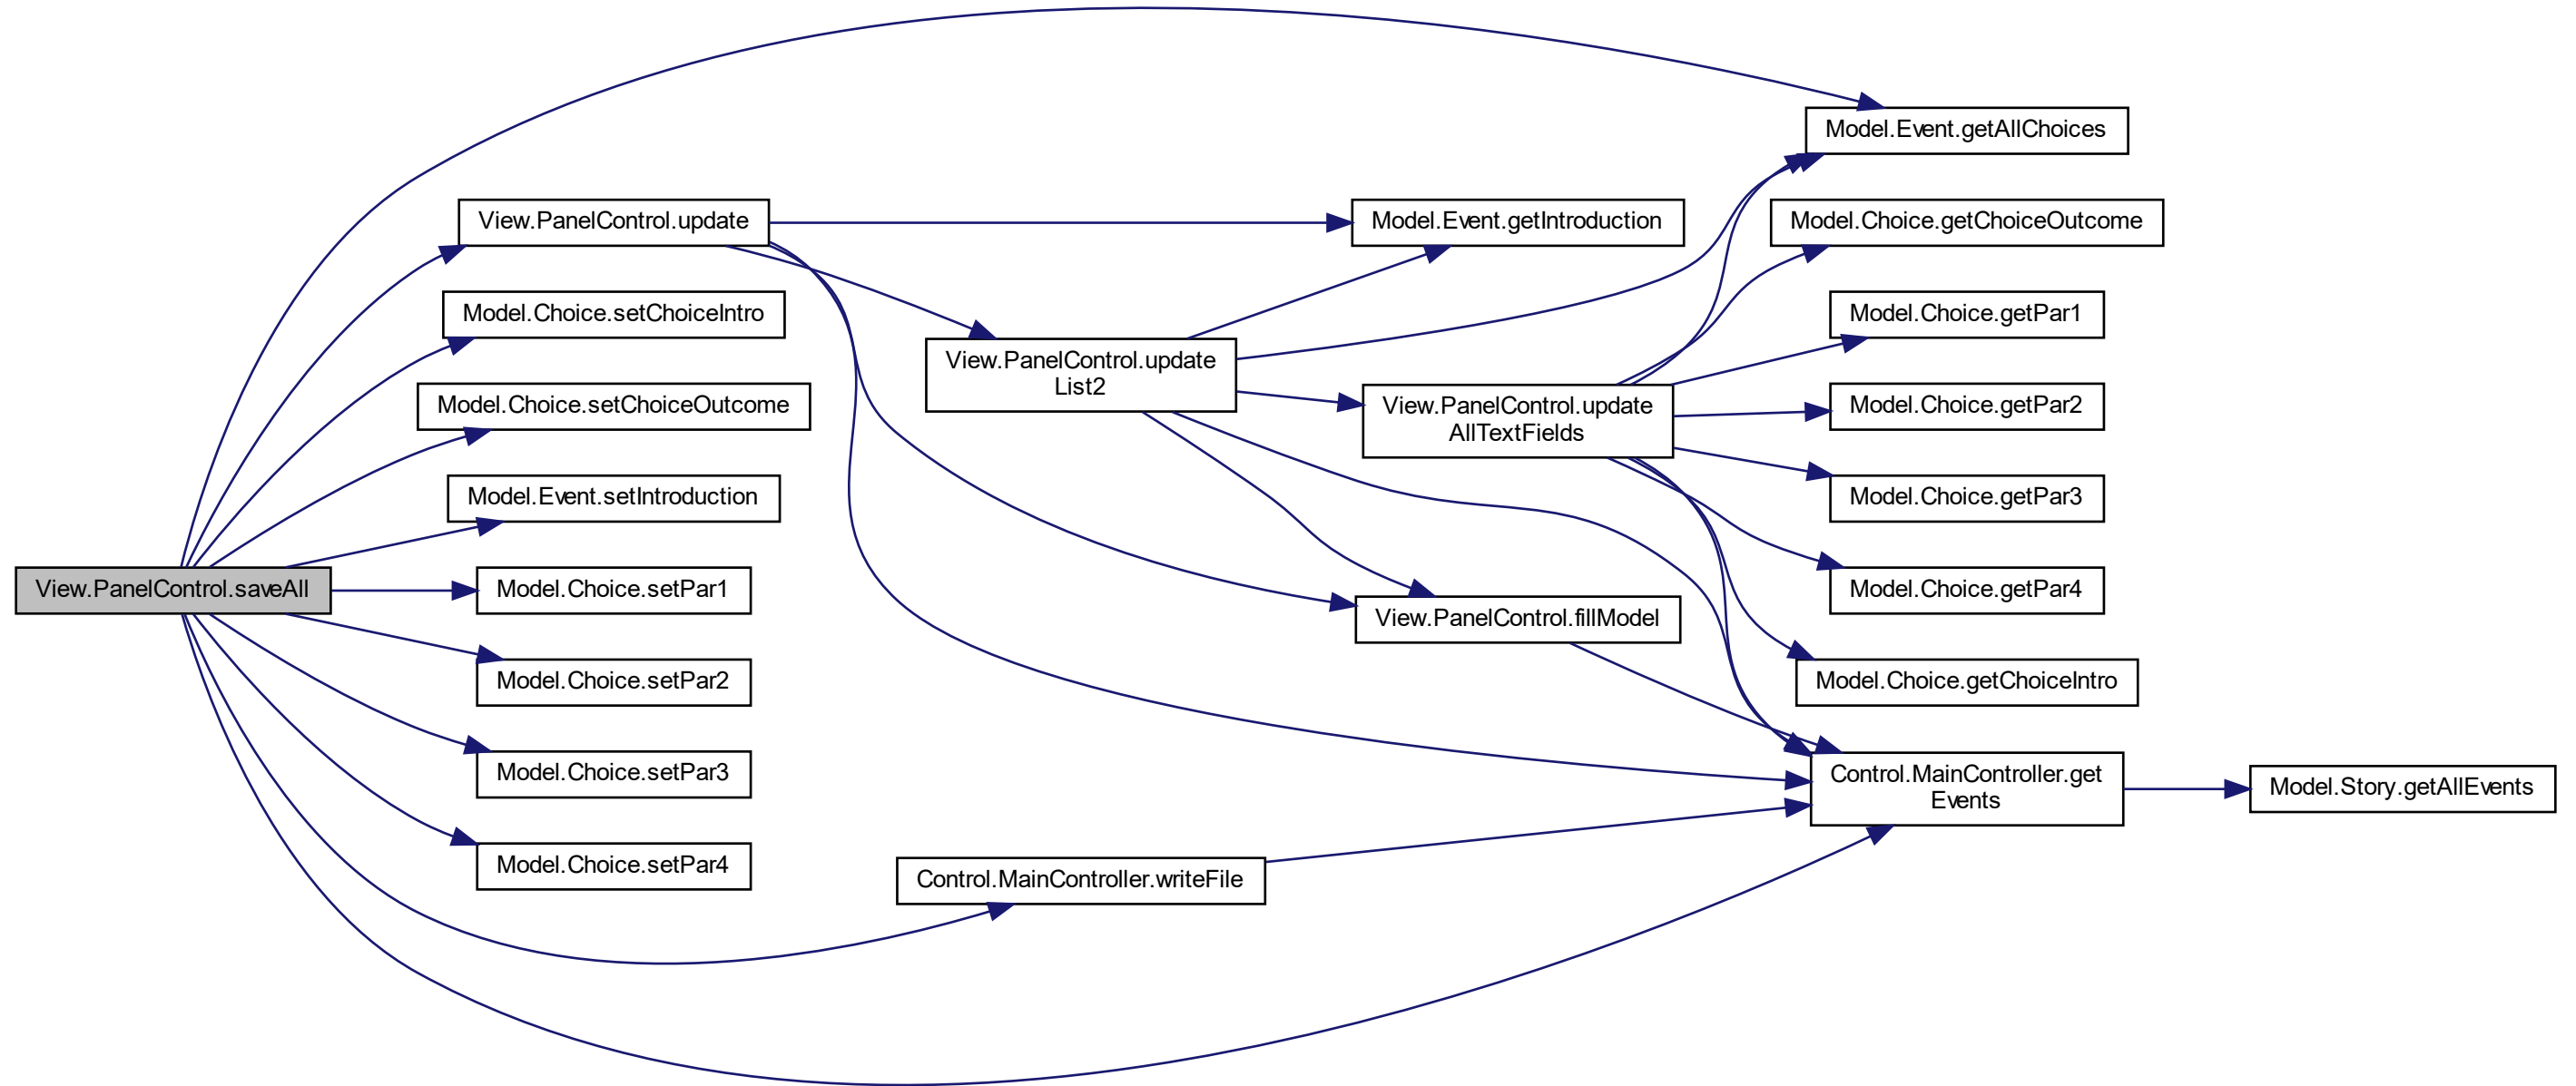 View.PanelControl.saveAll
View.PanelControl.update
Model.Choice.setChoiceIntro
Model.Choice.setChoiceOutcome
Model.Event.setIntroduction
Model.Choice.setPar1
Model.Choice.setPar2
Model.Choice.setPar3
Model.Choice.setPar4
View.PanelControl.update
List2
Control.MainController.writeFile
Model.Event.getIntroduction
View.PanelControl.update
AllTextFields
View.PanelControl.fillModel
Model.Event.getAllChoices
Model.Choice.getChoiceOutcome
Model.Choice.getPar1
Model.Choice.getPar2
Model.Choice.getPar3
Model.Choice.getPar4
Model.Choice.getChoiceIntro
Control.MainController.get
Events
Model.Story.getAllEvents